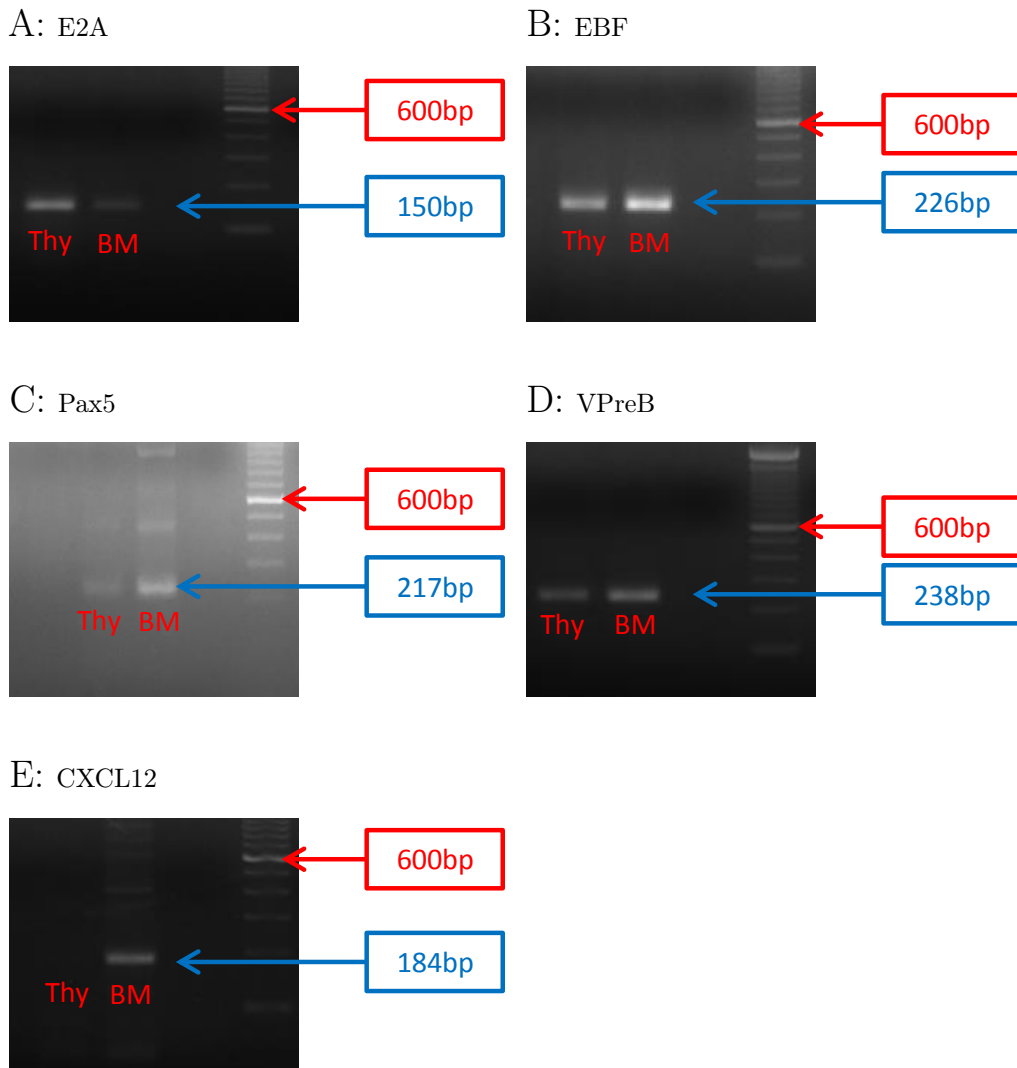 A: E2A
600bp
150bp
Thy BM
B: EBF
600bp
226bp
Thy BM
C: Pax5
600bp
217bp
Thy BM
D: VPreB
600bp
238bp
Thy BM
E: CXCL12
600bp
184bp
Thy BM